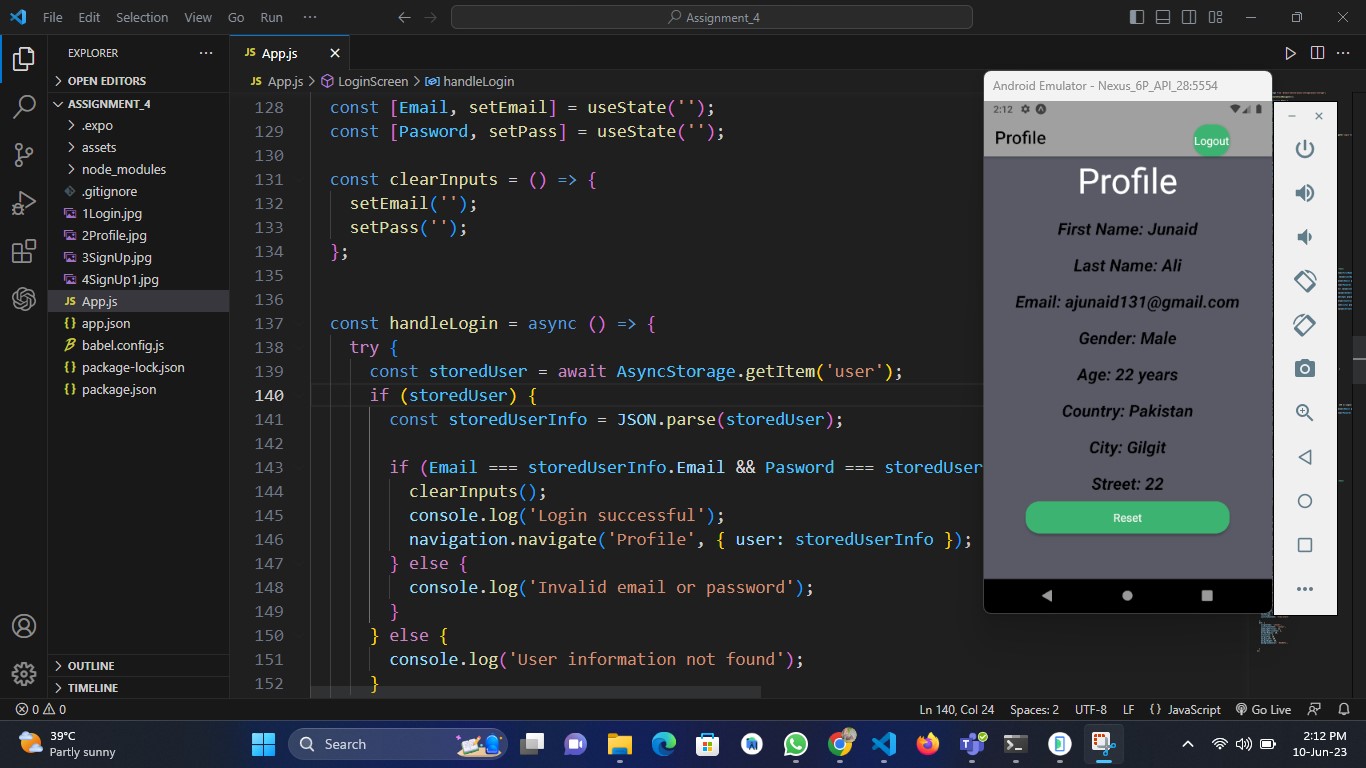 File Edit Selection View Go Run ··· Assignment_4
EXPLORER ···
OPEN EDITORS
ASSIGNMENT_4
.expo
assets
node_modules
.gitignore
1Login.jpg
2Profile.jpg
3SignUp.jpg
4SignUp1.jpg
JS App.js
{} app.json
babel.config.js
{} package-lock.json
{} package.json
OUTLINE
TIMELINE
JS App.js
JS App.js > LoginScreen > handleLogin
128 const [Email, setEmail] = useState('');
129 const [Pasword, setPass] = useState('');
130
131 const clearInputs = () => {
132 setEmail('');
133 setPass('');
134 };
135
136
137 const handleLogin = async () => {
138 try {
139 const storedUser = await AsyncStorage.getItem('user');
140 if (storedUser) {
141 const storedUserInfo = JSON.parse(storedUser);
142
143 if (Email === storedUserInfo.Email && Pasword === storedUser
144 clearInputs();
145 console.log('Login successful');
146 navigation.navigate('Profile', { user: storedUserInfo });
147 } else {
148 console.log('Invalid email or password');
149 }
150 } else {
151 console.log('User information not found');
152 }
Android Emulator - Nexus_6P_API_28:5554
2:12
Profile Logout
Profile
First Name: Junaid
Last Name: Ali
Email: ajunaid131@gmail.com
Gender: Male
Age: 22 years
Country: Pakistan
City: Gilgit
Street: 22
Reset
0 0 Ln 140, Col 24 Spaces: 2 UTF-8 LF {} JavaScript Go Live
39°C
Partly sunny
Search
2:12 PM
10-Jun-23